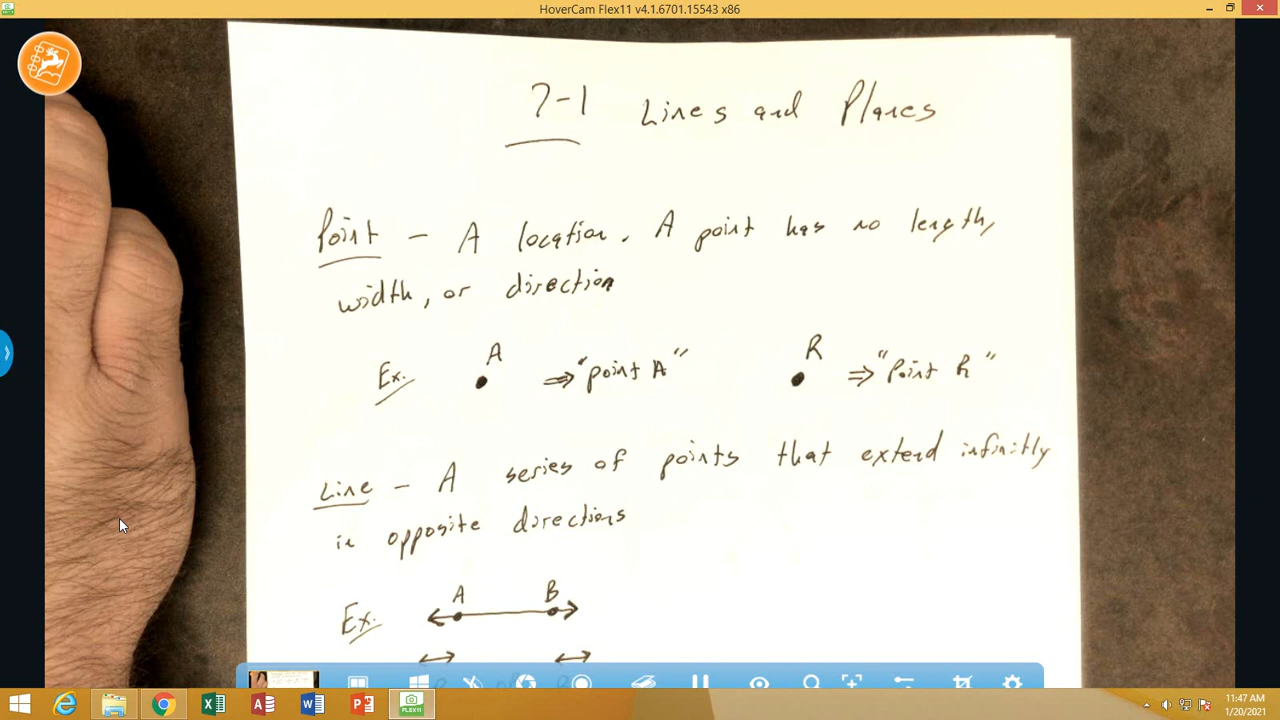 HoverCam Flex11 v4.1.6701.15543 x86
7-1 Lines and Planes
Point - A location. A point has no length,
width, or direction
Ex. A ⇒ "point A" R ⇒ "Point R"
Line - A series of points that extend infinitly
in opposite directions
Ex. A B
FLEX11
11:47 AM
1/20/2021